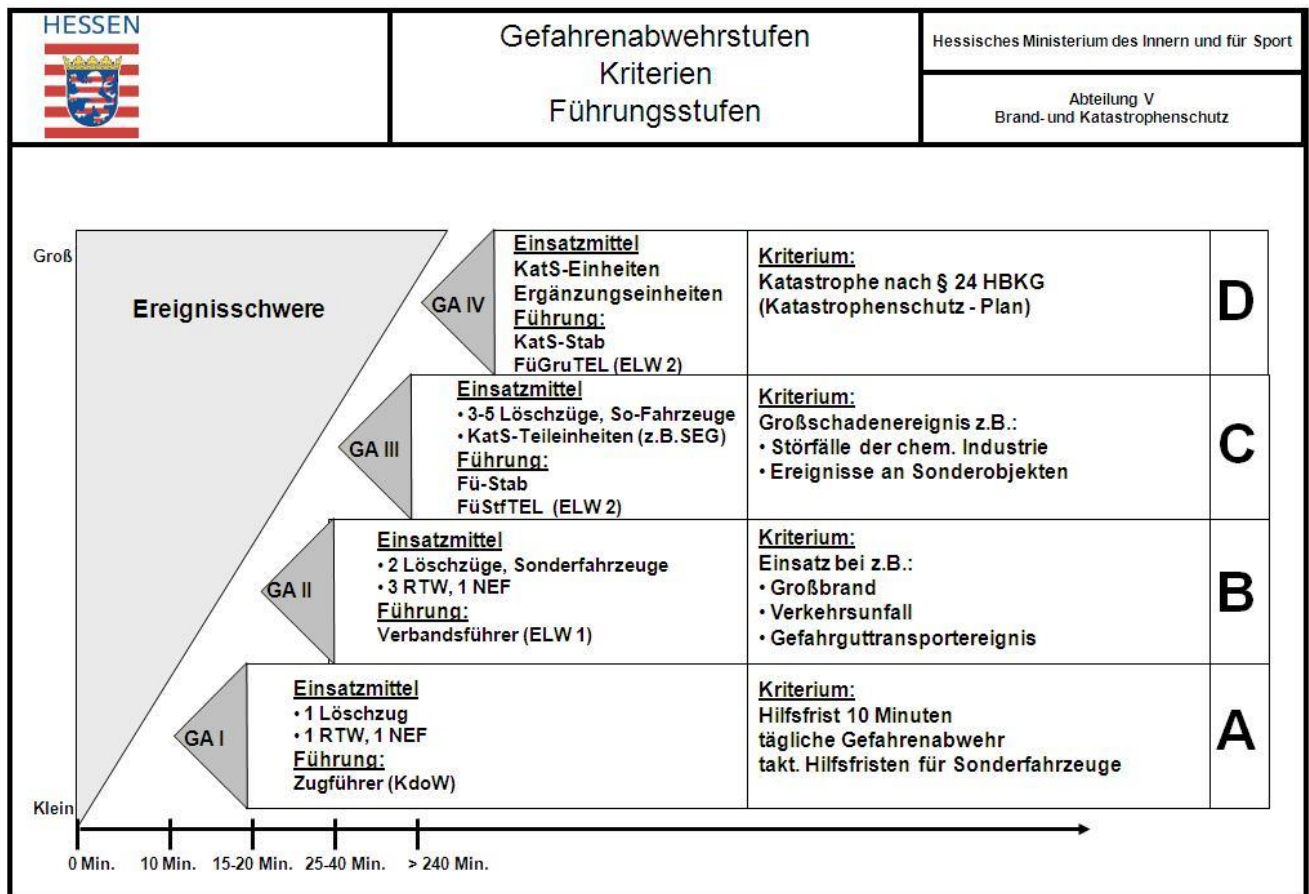 HESSEN
Gefahrenabwehrstufen
Kriterien
Führungsstufen
Hessisches Ministerium des Innern und für Sport
Abteilung V
Brand- und Katastrophenschutz
Groß
Ereignisschwere
GA IV
Einsatzmittel
KatS-Einheiten
Ergänzungseinheiten
Führung:
KatS-Stab
FüGruTEL (ELW 2)
Kriterium:
Katastrophe nach § 24 HBKG
(Katastrophenschutz - Plan)
D
GA III
Einsatzmittel
• 3-5 Löschzüge, So-Fahrzeuge
• KatS-Teileinheiten (z.B.SEG)
Führung:
Fü-Stab
FüStfTEL (ELW 2)
Kriterium:
Großschadenereignis z.B.:
• Störfälle der chem. Industrie
• Ereignisse an Sonderobjekten
C
GA II
Einsatzmittel
• 2 Löschzüge, Sonderfahrzeuge
• 3 RTW, 1 NEF
Führung:
Verbandsführer (ELW 1)
Kriterium:
Einsatz bei z.B.:
• Großbrand
• Verkehrsunfall
• Gefahrguttransportereignis
B
GA I
Einsatzmittel
• 1 Löschzug
• 1 RTW, 1 NEF
Führung:
Zugführer (KdoW)
Kriterium:
Hilfsfrist 10 Minuten
tägliche Gefahrenabwehr
takt. Hilfsfristen für Sonderfahrzeuge
A
Klein
0 Min. 10 Min. 15-20 Min. 25-40 Min. > 240 Min.